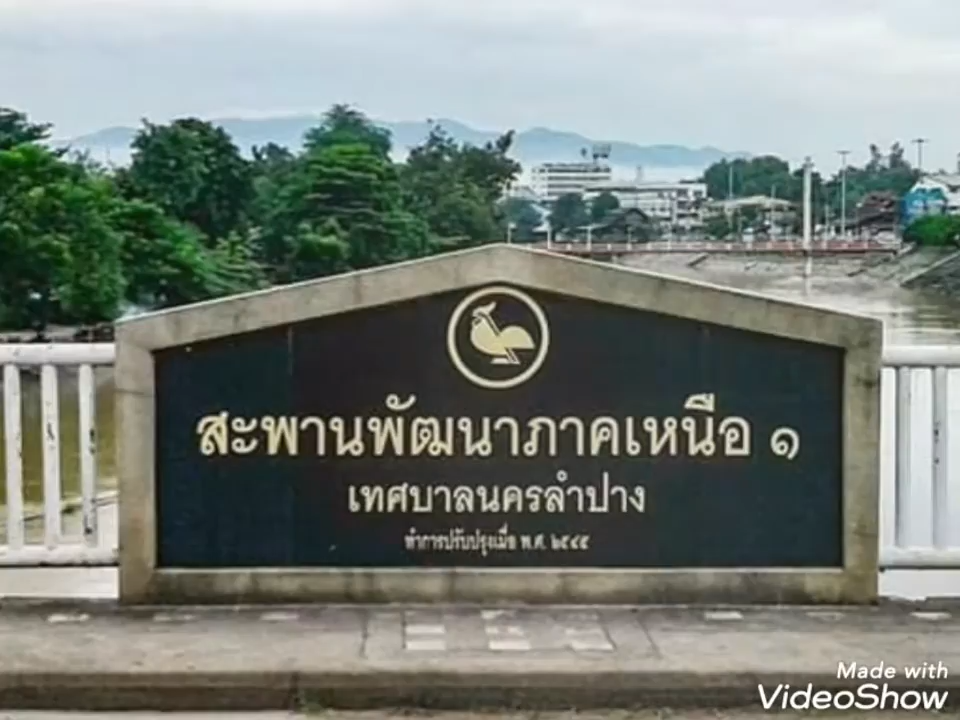 สะพานพัฒนาภาคเหนือ ๑
เทศบาลนครลำปาง
ทำการปรับปรุงเมื่อ พ.ศ. ๒๕๔๕
Made with
VideoShow